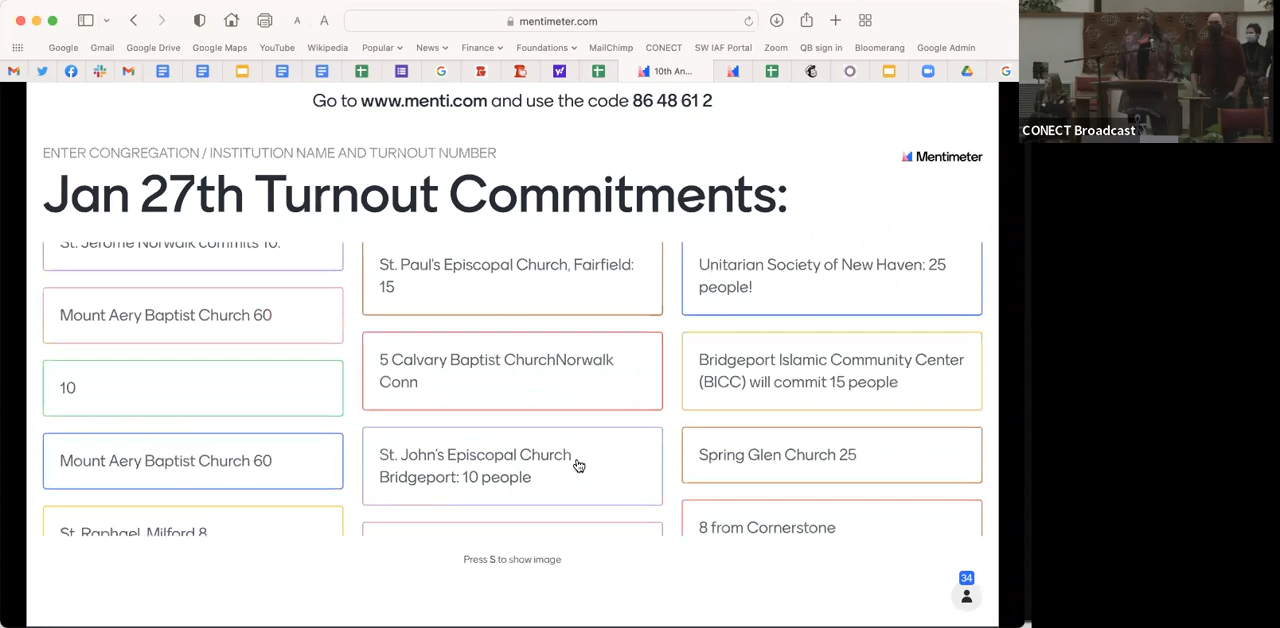 mentimeter.com
Google
Gmail
Google Drive
Google Maps
YouTube
Wikipedia
Popular
News
Finance
Foundations
MailChimp
CONECT
SW IAF Portal
Zoom
QB sign in
Bloomerang
Google Admin
10th An...
Go to www.menti.com and use the code 86 48 61 2
ENTER CONGREGATION / INSTITUTION NAME AND TURNOUT NUMBER
Mentimeter
Jan 27th Turnout Commitments:
St. Jerome Norwalk commits 10.
Mount Aery Baptist Church 60
10
Mount Aery Baptist Church 60
St. Raphael, Milford 8
St. Paul's Episcopal Church, Fairfield:
15
5 Calvary Baptist ChurchNorwalk
Conn
St. John's Episcopal Church
Bridgeport: 10 people
Unitarian Society of New Haven: 25
people!
Bridgeport Islamic Community Center
(BICC) will commit 15 people
Spring Glen Church 25
8 from Cornerstone
Press S to show image
34
CONECT Broadcast